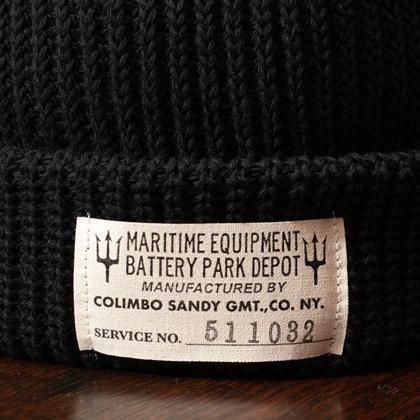 MARITIME EQUIPMENT
BATTERY PARK DEPOT
MANUFACTURED BY
COLIMBO SANDY GMT.,CO. NY.
SERVICE NO. 511032